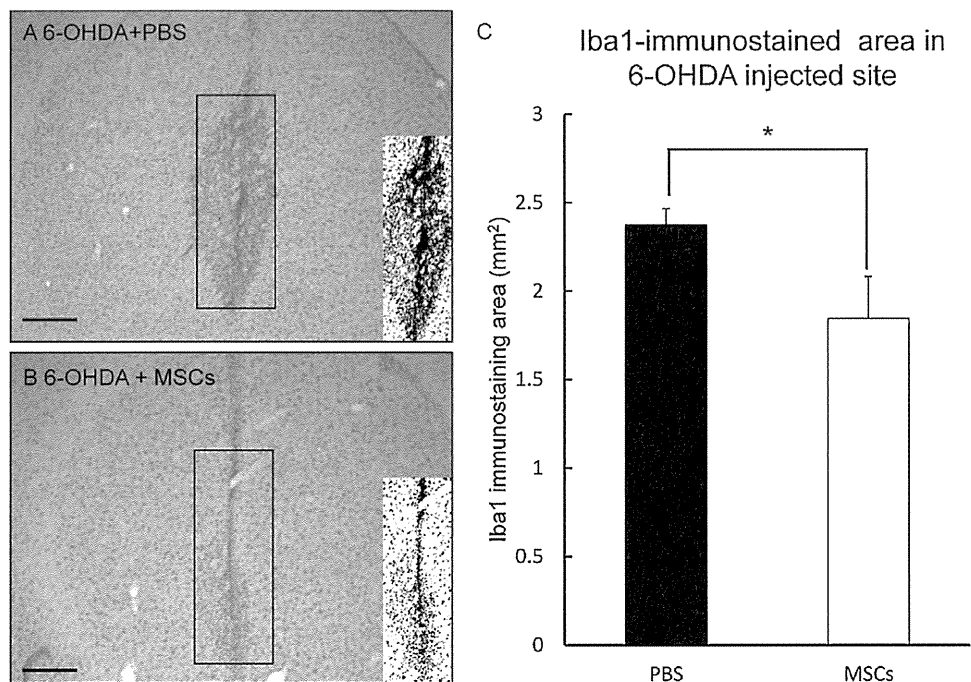 A 6-OHDA+PBS
B 6-OHDA + MSCs
C
Iba1-immunostained area in
6-OHDA injected site
Iba1 immunostaining area (mm²)
3
2.5
2
1.5
1
0.5
0
*
PBS
MSCs